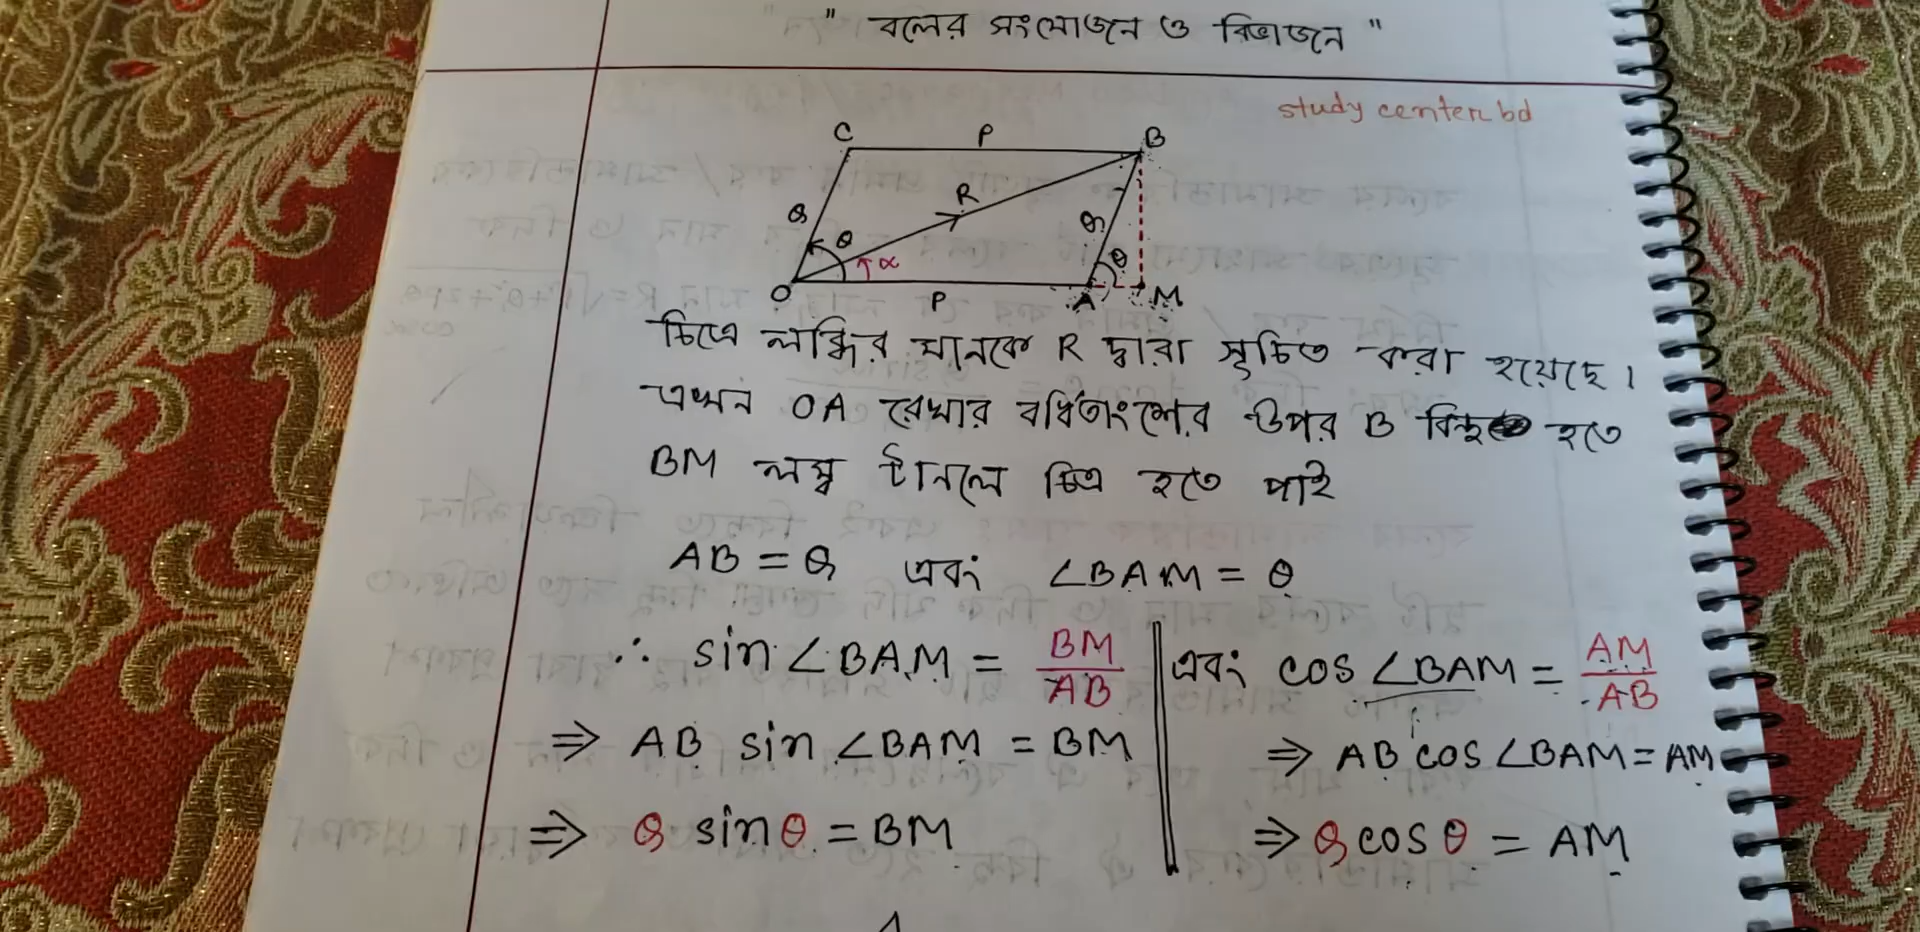 " বলের সংযোজন ও বিভাজন "
study center bd
C P B
Q R Q
θ α θ
O P A M
চিত্রে লব্ধির মানকে R দ্বারা সূচিত করা হয়েছে।
এখন OA রেখার বর্ধিতাংশের উপর B বিন্দু হতে
BM লম্ব টানলে চিত্র হতে পাই
AB = Q এবং ∠BAM = θ
∴ sin ∠BAM = BM/AB এবং cos ∠BAM = AM/AB
⇒ AB sin ∠BAM = BM ⇒ AB cos ∠BAM = AM
⇒ Q sin θ = BM ⇒ Q cos θ = AM